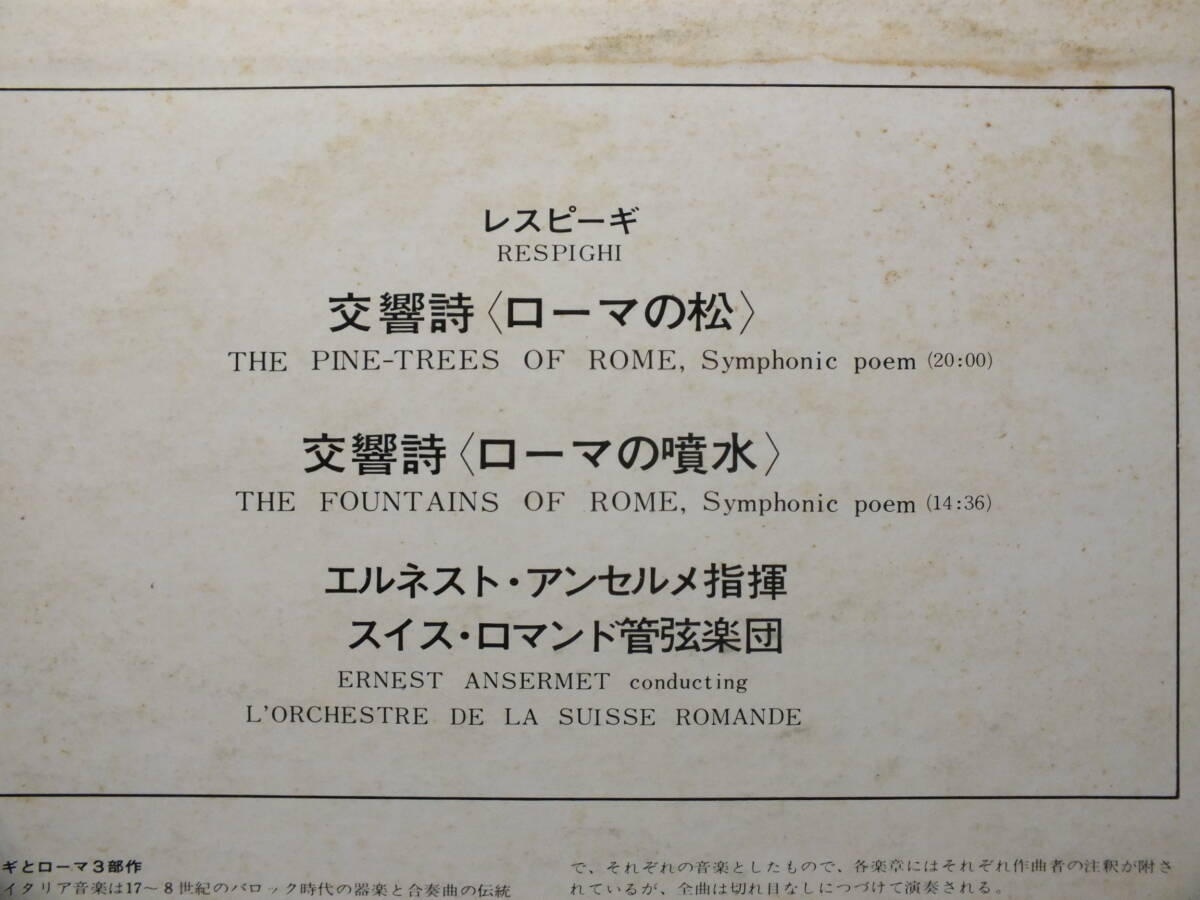 レスピーギ
RESPIGHI
交響詩〈ローマの松〉
THE PINE-TREES OF ROME, Symphonic poem (20:00)
交響詩〈ローマの噴水〉
THE FOUNTAINS OF ROME, Symphonic poem (14:36)
エルネスト・アンセルメ指揮
スイス・ロマンド管弦楽団
ERNEST ANSERMET conducting
L'ORCHESTRE DE LA SUISSE ROMANDE
ギとローマ3部作
イタリア音楽は17〜8世紀のバロック時代の器楽と合奏曲の伝統
で、それぞれの音楽としたもので、各楽章にはそれぞれ作曲者の注釈が附さ
れているが、全曲は切れ目なしにつづけて演奏される。